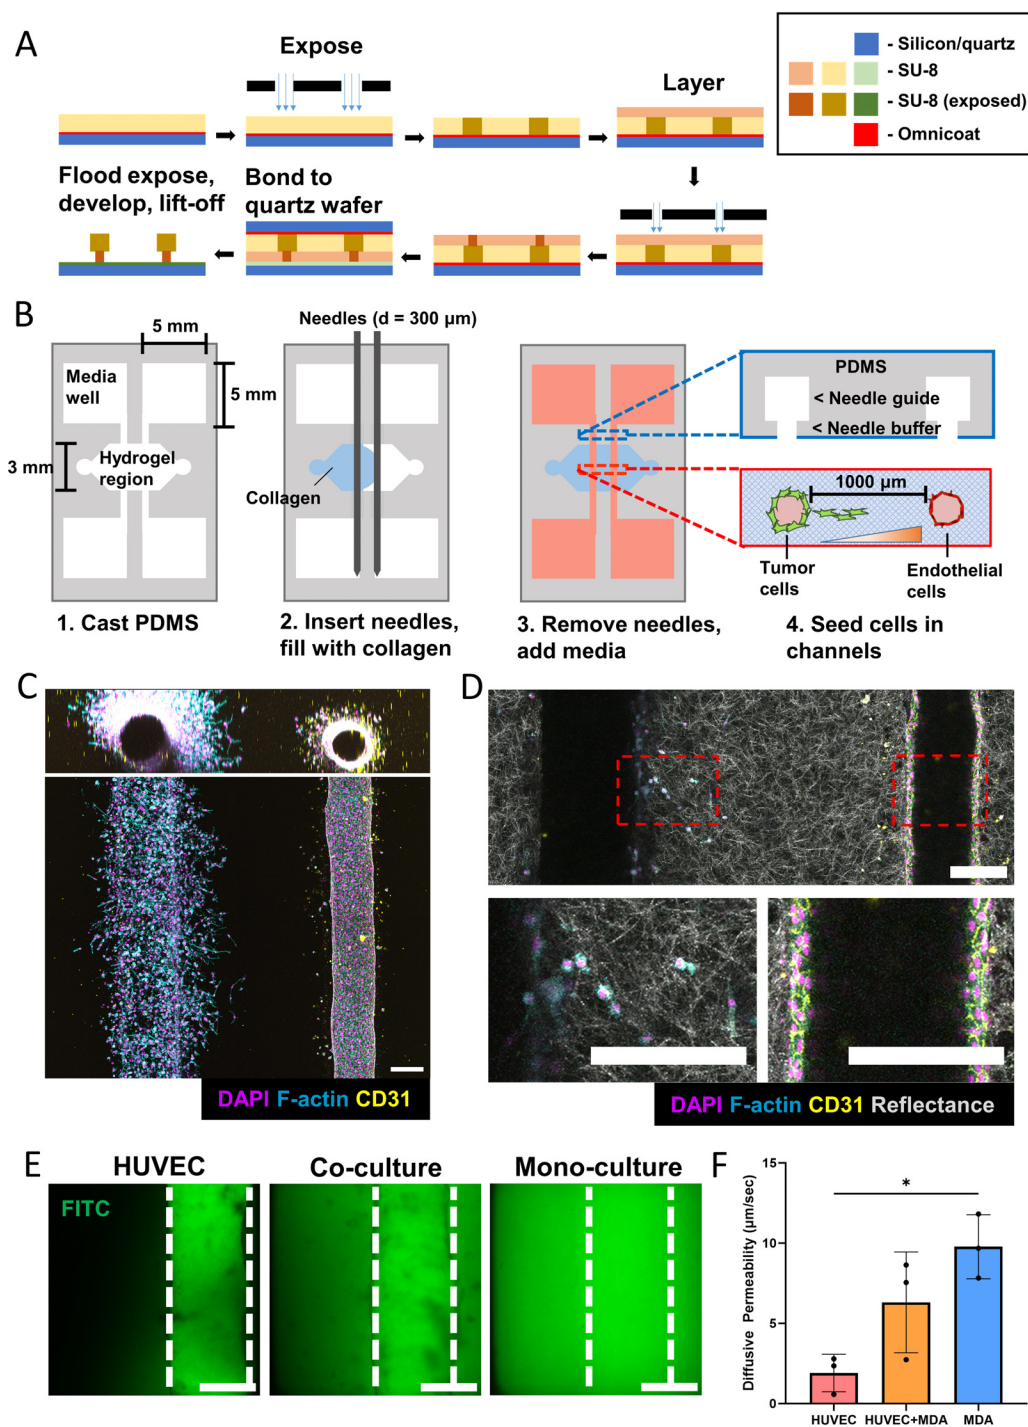 A
Expose
Layer
- Silicon/quartz
- SU-8
- SU-8 (exposed)
- Omnicoat
Flood expose,
develop, lift-off
Bond to
quartz wafer
B
5 mm
Media
well
5 mm
3 mm
Hydrogel
region
1. Cast PDMS
Needles (d = 300 µm)
Collagen
2. Insert needles,
fill with collagen
3. Remove needles,
add media
PDMS
< Needle guide
< Needle buffer
1000 µm
Tumor
cells
Endothelial
cells
4. Seed cells in
channels
C
DAPI F-actin CD31
D
DAPI F-actin CD31 Reflectance
E
HUVEC
Co-culture
Mono-culture
FITC
F
Diffusive Permeability (µm/sec)
15
10
5
0
*
HUVEC
HUVEC+MDA
MDA